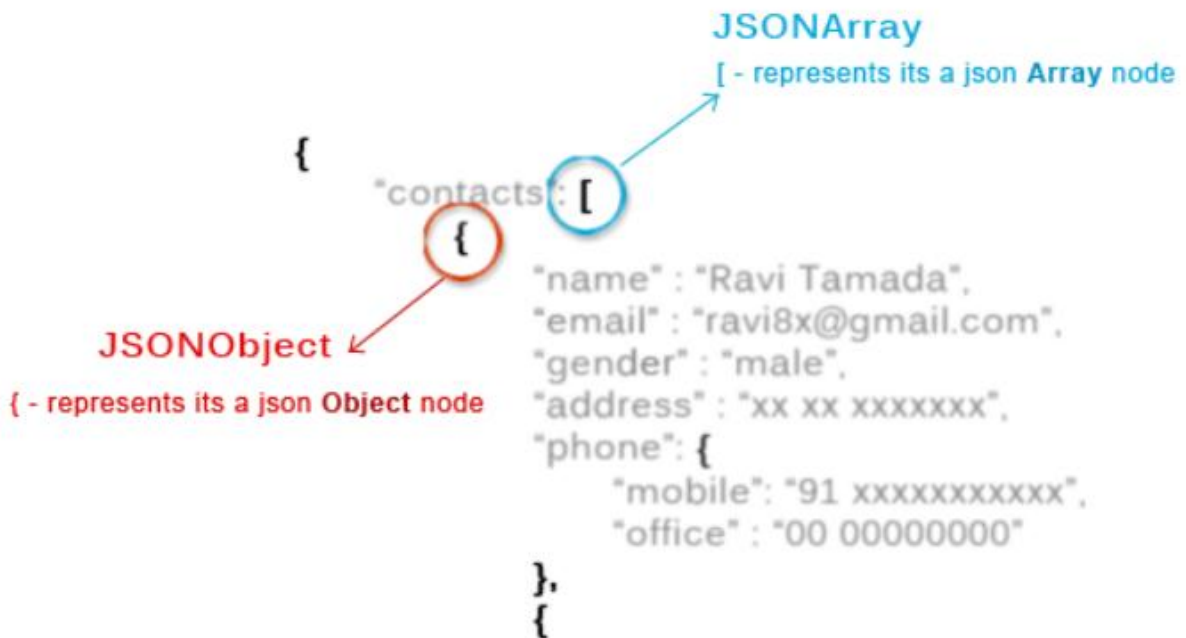 JSONArray
[ - represents its a json Array node
{
"contacts": [
{
"name" : "Ravi Tamada",
"email" : "ravi8x@gmail.com",
"gender" : "male",
JSONObject
{ - represents its a json Object node
"address" : "xx xx xxxxxxx",
"phone": {
"mobile": "91 xxxxxxxxxxx",
"office" : "00 00000000"
},
{